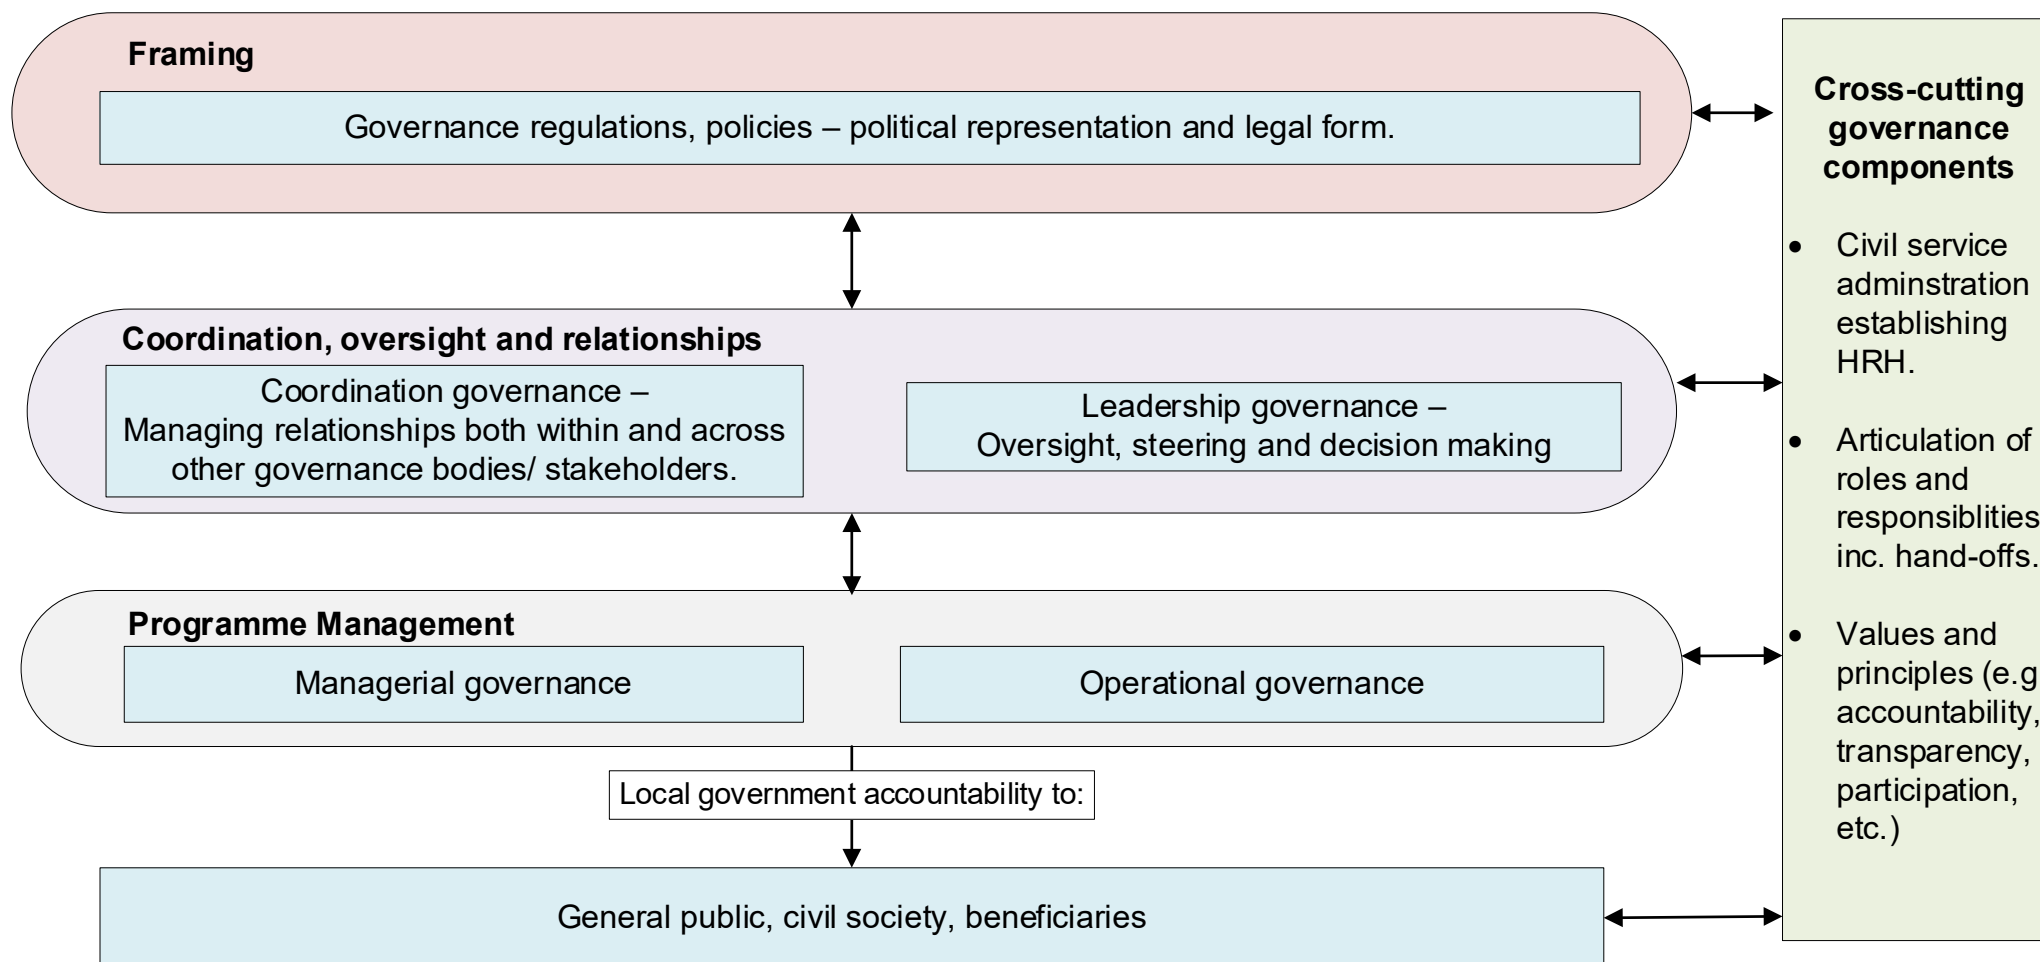 Framing
Governance regulations, policies – political representation and legal form.
Coordination, oversight and relationships
Coordination governance –
Managing relationships both within and across
other governance bodies/ stakeholders.
Leadership governance –
Oversight, steering and decision making
Programme Management
Managerial governance
Operational governance
Local government accountability to:
General public, civil society, beneficiaries
Cross-cutting
governance
components
• Civil service
adminstration
establishing
HRH.
• Articulation of
roles and
responsiblities
inc. hand-offs.
• Values and
principles (e.g
accountability,
transparency,
participation,
etc.)